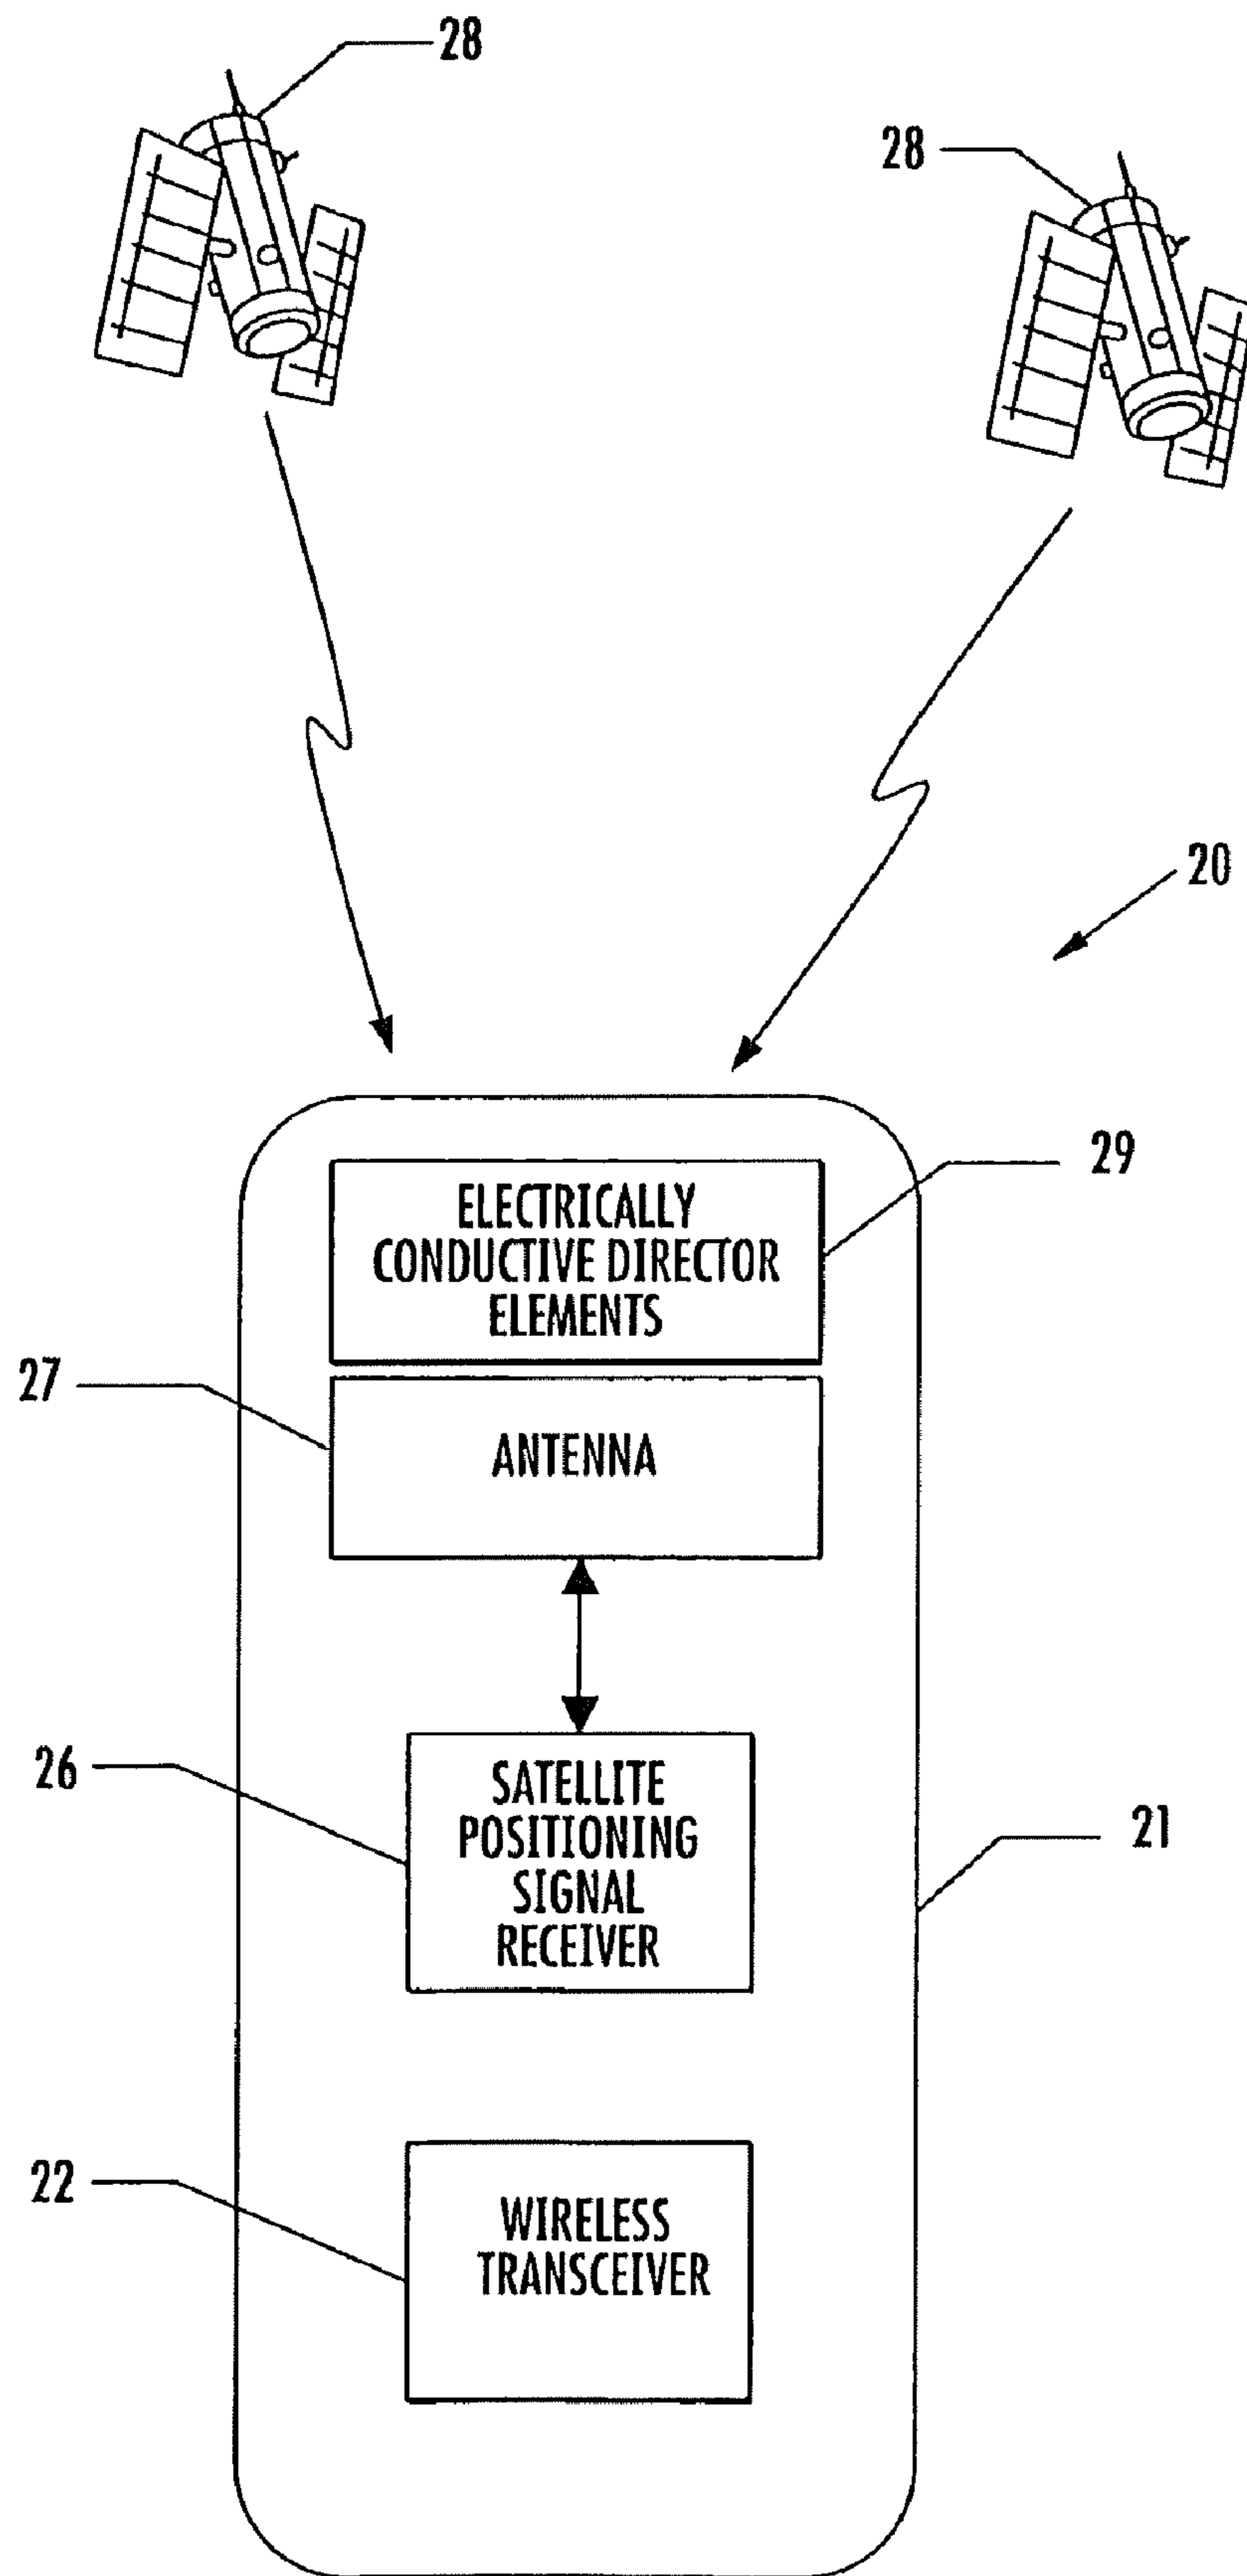 28
28
20
29
ELECTRICALLY
CONDUCTIVE DIRECTOR
ELEMENTS
27
ANTENNA
26
SATELLITE
POSITIONING
SIGNAL
RECEIVER
21
22
WIRELESS
TRANSCEIVER